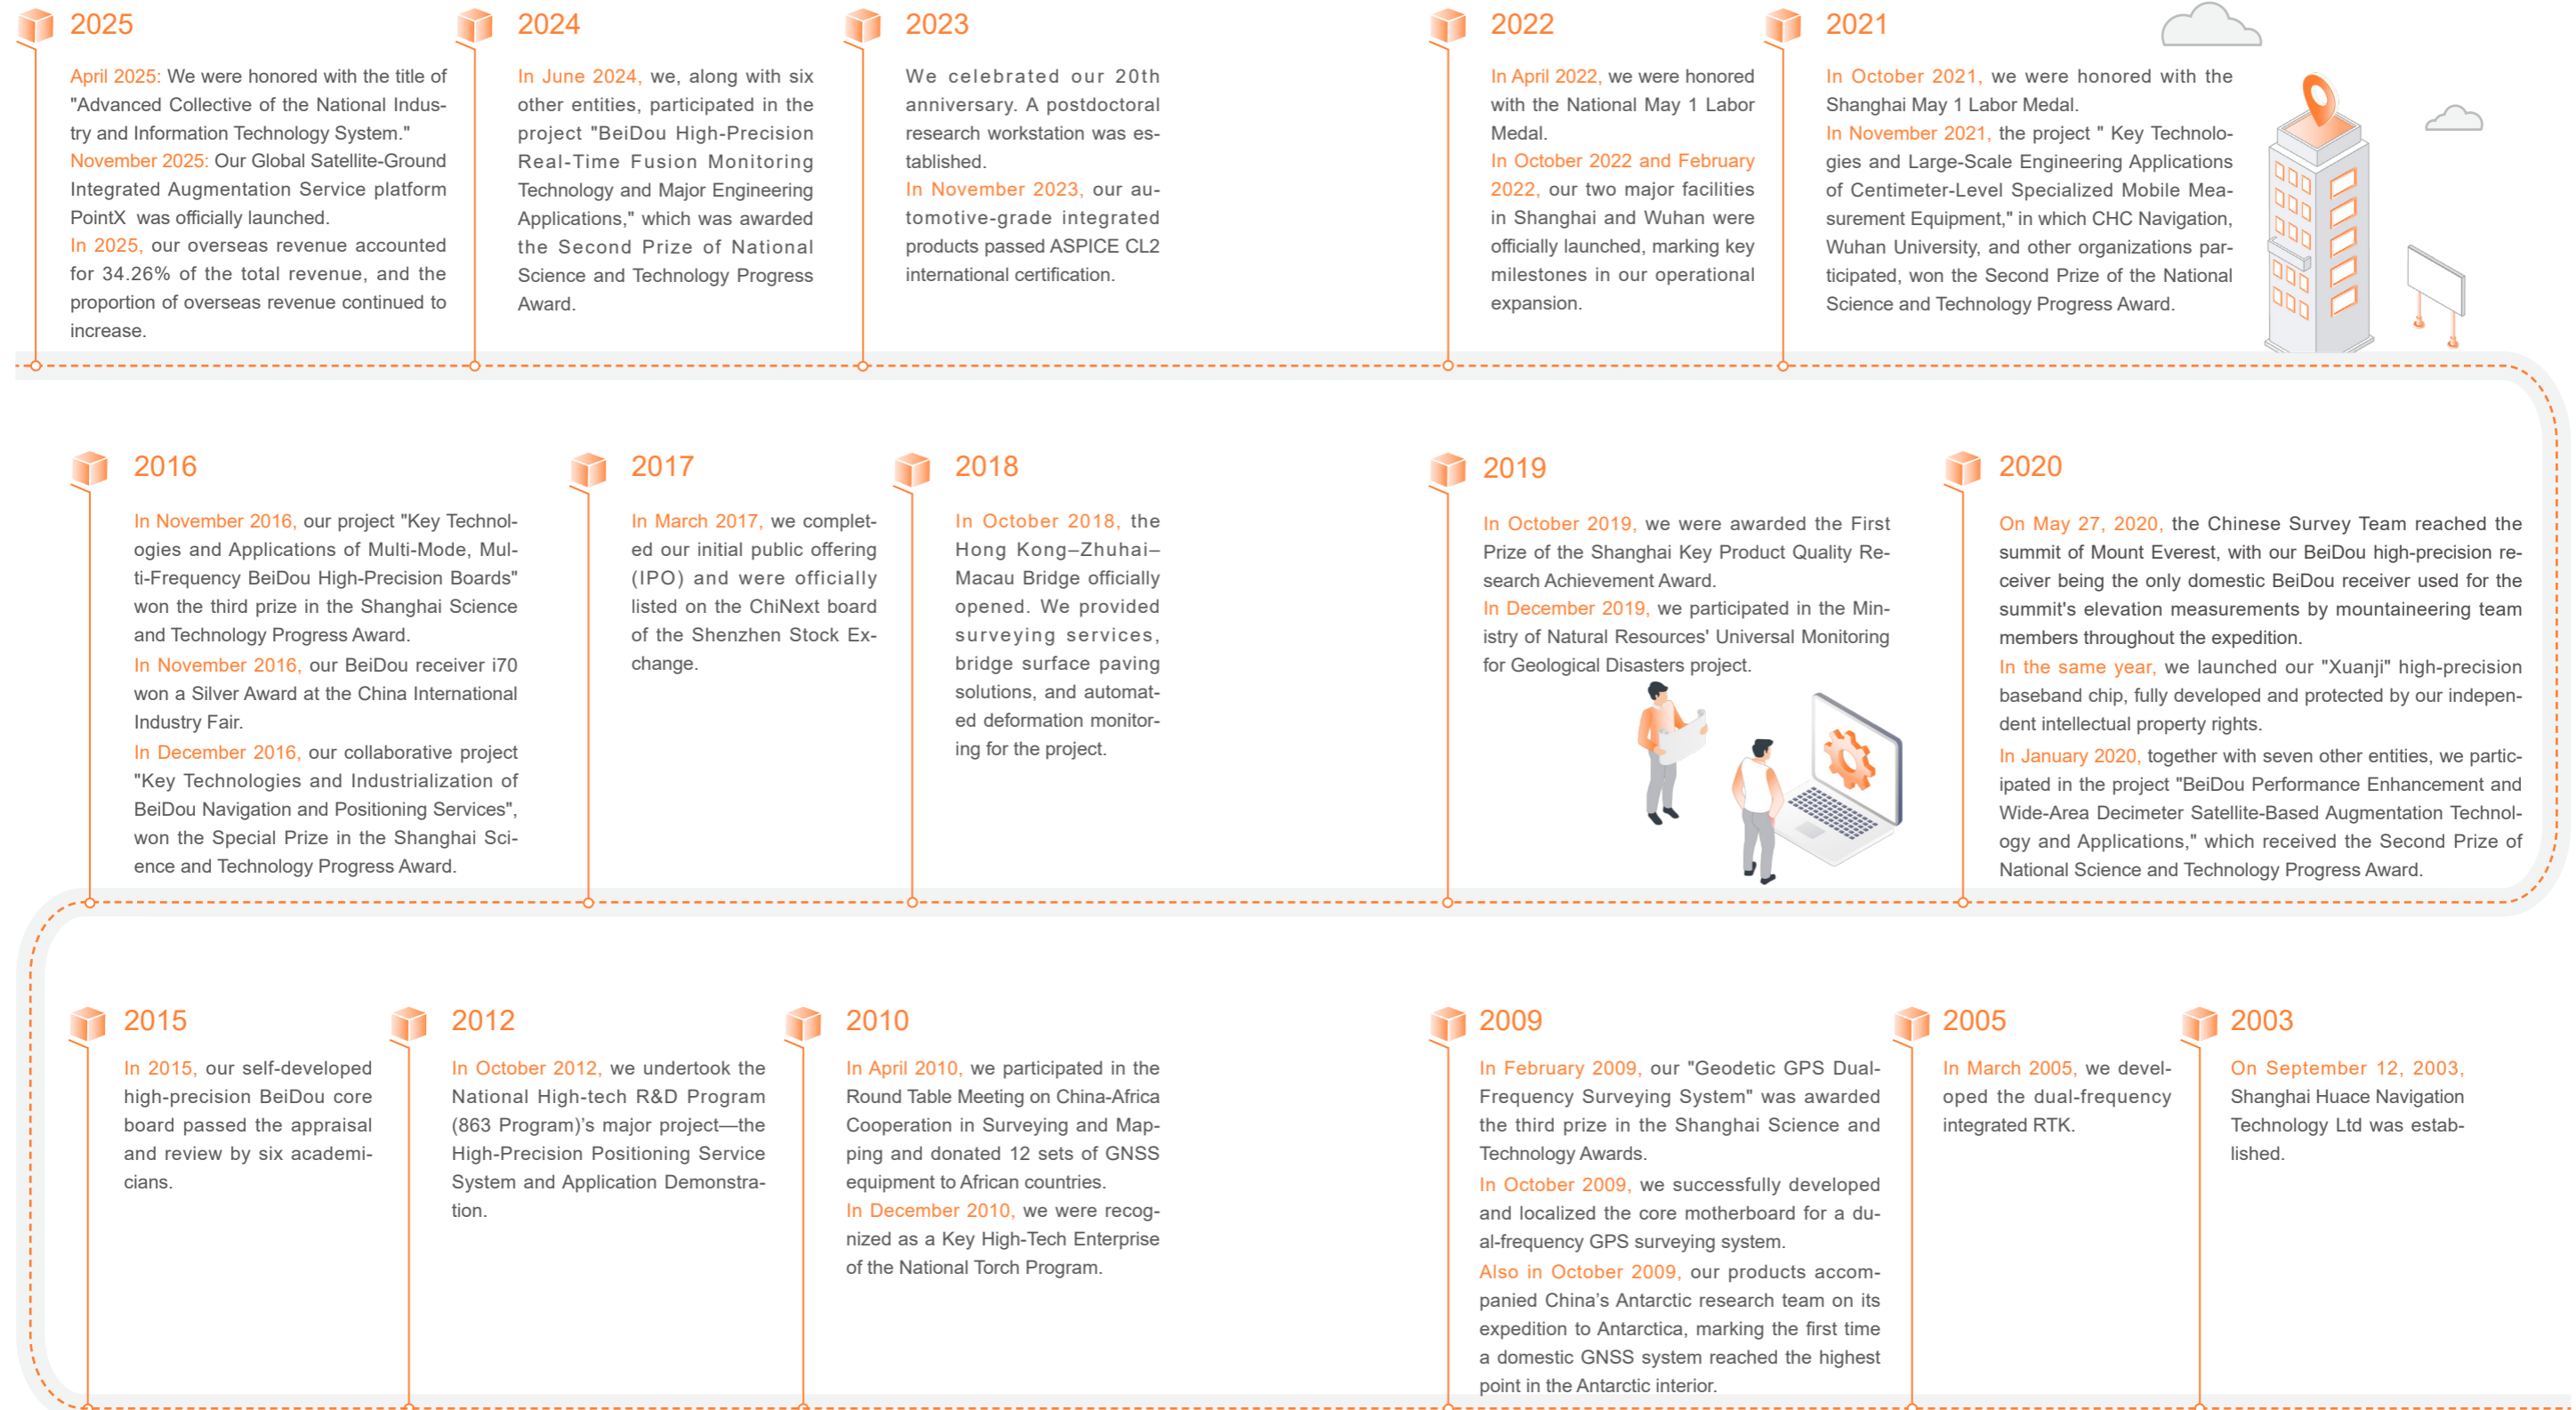 2025
April 2025: We were honored with the title of
"Advanced Collective of the National Indus-
try and Information Technology System."
November 2025: Our Global Satellite-Ground
Integrated Augmentation Service platform
PointX was officially launched.
In 2025, our overseas revenue accounted
for 34.26% of the total revenue, and the
proportion of overseas revenue continued to
increase.
2024
In June 2024, we, along with six
other entities, participated in the
project "BeiDou High-Precision
Real-Time Fusion Monitoring
Technology and Major Engineering
Applications," which was awarded
the Second Prize of National
Science and Technology Progress
Award.
2023
We celebrated our 20th
anniversary. A postdoctoral
research workstation was es-
tablished.
In November 2023, our au-
tomotive-grade integrated
products passed ASPICE CL2
international certification.
2022
In April 2022, we were honored
with the National May 1 Labor
Medal.
In October 2022 and February
2022, our two major facilities
in Shanghai and Wuhan were
officially launched, marking key
milestones in our operational
expansion.
2021
In October 2021, we were honored with the
Shanghai May 1 Labor Medal.
In November 2021, the project " Key Technolo-
gies and Large-Scale Engineering Applications
of Centimeter-Level Specialized Mobile Mea-
surement Equipment," in which CHC Navigation,
Wuhan University, and other organizations par-
ticipated, won the Second Prize of the National
Science and Technology Progress Award.
2016
In November 2016, our project "Key Technol-
ogies and Applications of Multi-Mode, Mul-
ti-Frequency BeiDou High-Precision Boards"
won the third prize in the Shanghai Science
and Technology Progress Award.
In November 2016, our BeiDou receiver i70
won a Silver Award at the China International
Industry Fair.
In December 2016, our collaborative project
"Key Technologies and Industrialization of
BeiDou Navigation and Positioning Services",
won the Special Prize in the Shanghai Sci-
ence and Technology Progress Award.
2017
In March 2017, we complet-
ed our initial public offering
(IPO) and were officially
listed on the ChiNext board
of the Shenzhen Stock Ex-
change.
2018
In October 2018, the
Hong Kong–Zhuhai–
Macau Bridge officially
opened. We provided
surveying services,
bridge surface paving
solutions, and automat-
ed deformation monitor-
ing for the project.
2019
In October 2019, we were awarded the First
Prize of the Shanghai Key Product Quality Re-
search Achievement Award.
In December 2019, we participated in the Min-
istry of Natural Resources' Universal Monitoring
for Geological Disasters project.
2020
On May 27, 2020, the Chinese Survey Team reached the
summit of Mount Everest, with our BeiDou high-precision re-
ceiver being the only domestic BeiDou receiver used for the
summit's elevation measurements by mountaineering team
members throughout the expedition.
In the same year, we launched our "Xuanji" high-precision
baseband chip, fully developed and protected by our indepen-
dent intellectual property rights.
In January 2020, together with seven other entities, we partic-
ipated in the project "BeiDou Performance Enhancement and
Wide-Area Decimeter Satellite-Based Augmentation Technol-
ogy and Applications," which received the Second Prize of
National Science and Technology Progress Award.
2015
In 2015, our self-developed
high-precision BeiDou core
board passed the appraisal
and review by six academi-
cians.
2012
In October 2012, we undertook the
National High-tech R&D Program
(863 Program)'s major project—the
High-Precision Positioning Service
System and Application Demonstra-
tion.
2010
In April 2010, we participated in the
Round Table Meeting on China-Africa
Cooperation in Surveying and Map-
ping and donated 12 sets of GNSS
equipment to African countries.
In December 2010, we were recog-
nized as a Key High-Tech Enterprise
of the National Torch Program.
2009
In February 2009, our "Geodetic GPS Dual-
Frequency Surveying System" was awarded
the third prize in the Shanghai Science and
Technology Awards.
In October 2009, we successfully developed
and localized the core motherboard for a du-
al-frequency GPS surveying system.
Also in October 2009, our products accom-
panied China's Antarctic research team on its
expedition to Antarctica, marking the first time
a domestic GNSS system reached the highest
point in the Antarctic interior.
2005
In March 2005, we devel-
oped the dual-frequency
integrated RTK.
2003
On September 12, 2003,
Shanghai Huace Navigation
Technology Ltd was estab-
lished.